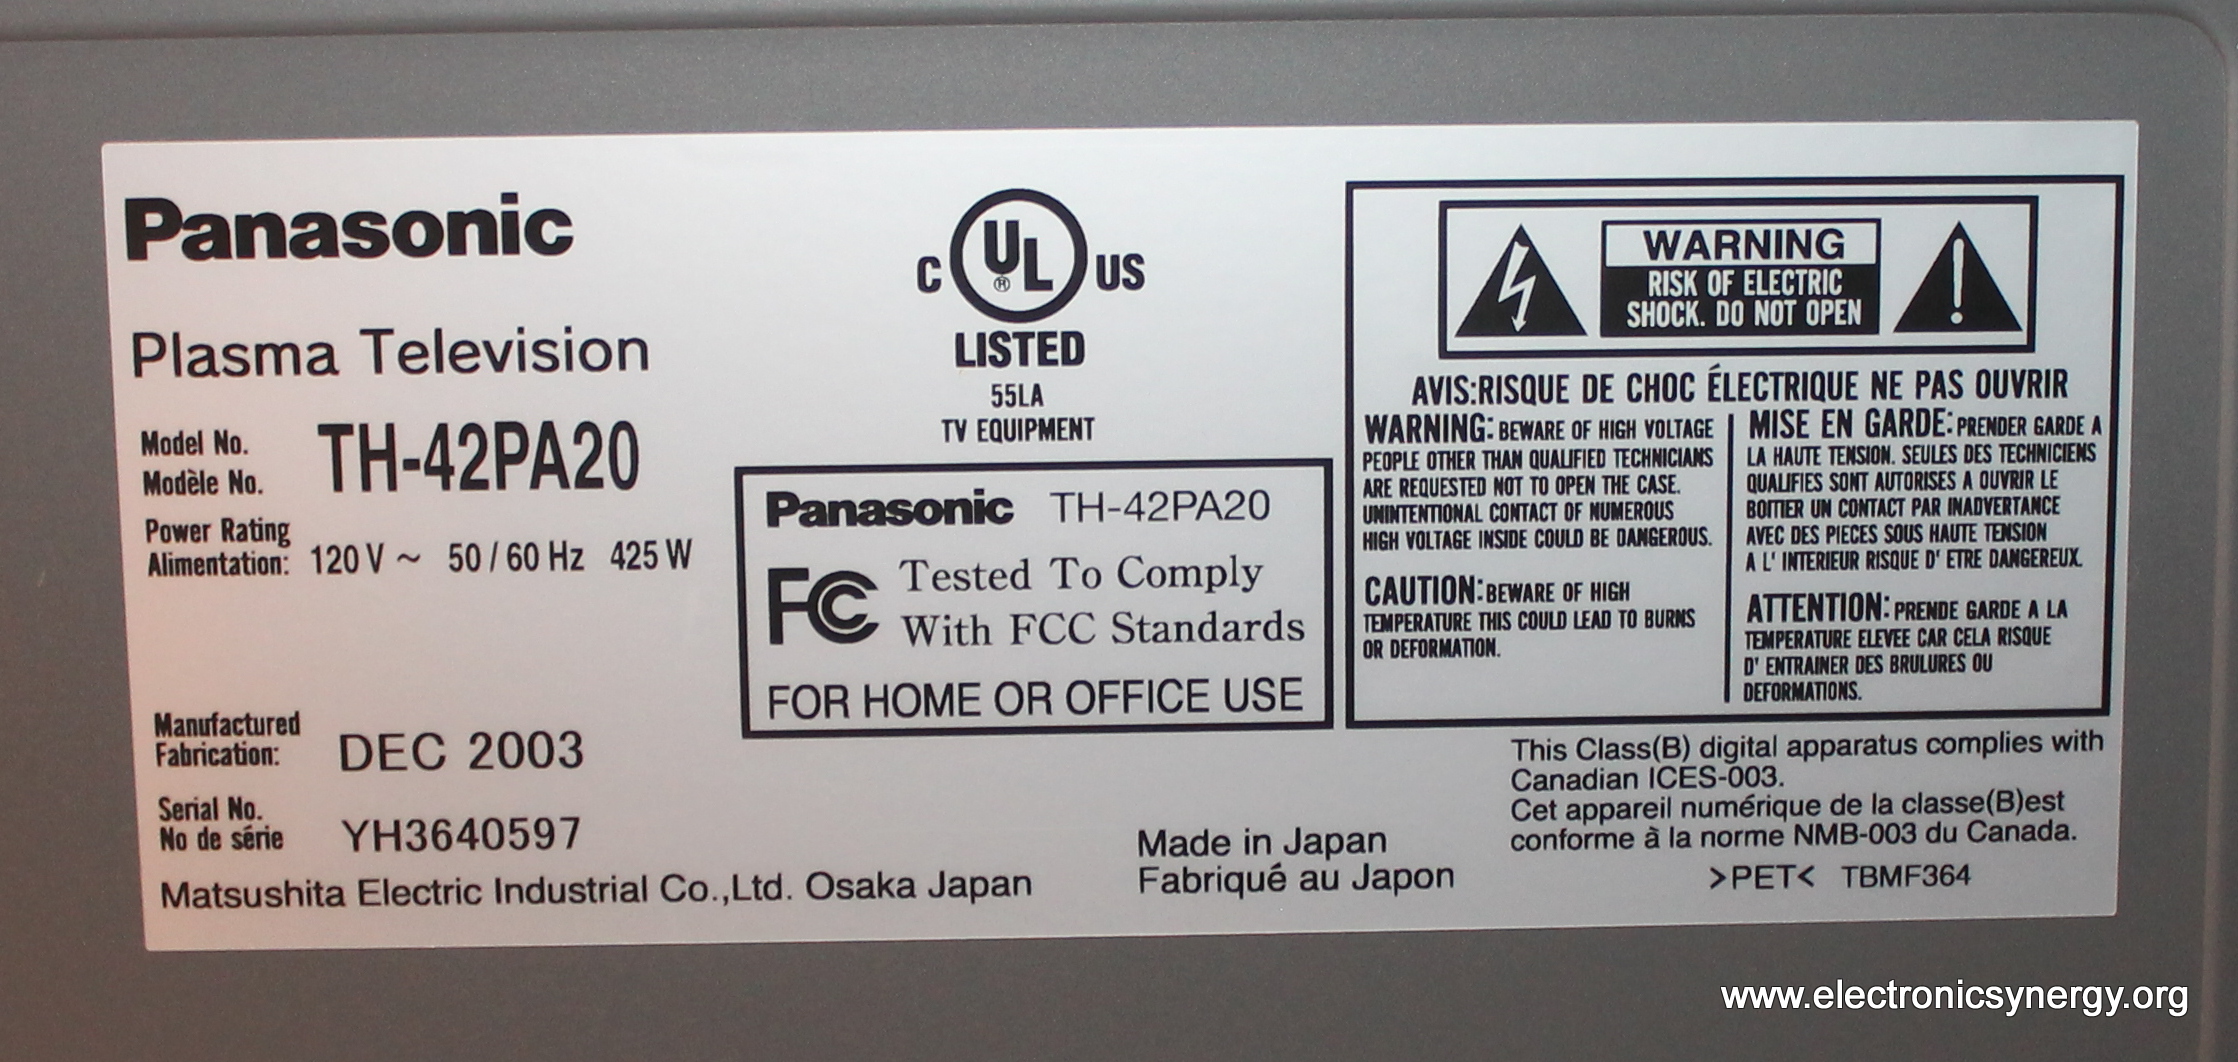 Panasonic
Plasma Television
Model No.
Modèle No.
TH-42PA20
Power Rating
Alimentation: 120 V ~ 50 / 60 Hz 425 W
Manufactured
Fabrication:
DEC 2003
Serial No.
No de série
YH3640597
Matsushita Electric Industrial Co.,Ltd. Osaka Japan
C UL ® US
LISTED
55LA
TV EQUIPMENT
Panasonic TH-42PA20
FC Tested To Comply
With FCC Standards
FOR HOME OR OFFICE USE
Made in Japan
Fabriqué au Japon
WARNING
RISK OF ELECTRIC
SHOCK. DO NOT OPEN
AVIS:RISQUE DE CHOC ÉLECTRIQUE NE PAS OUVRIR
WARNING: BEWARE OF HIGH VOLTAGE
PEOPLE OTHER THAN QUALIFIED TECHNICIANS
ARE REQUESTED NOT TO OPEN THE CASE.
UNINTENTIONAL CONTACT OF NUMEROUS
HIGH VOLTAGE INSIDE COULD BE DANGEROUS.
CAUTION: BEWARE OF HIGH
TEMPERATURE THIS COULD LEAD TO BURNS
OR DEFORMATION.
MISE EN GARDE: PRENDER GARDE A
LA HAUTE TENSION. SEULES DES TECHNICIENS
QUALIFIES SONT AUTORISES A OUVRIR LE
BOITIER UN CONTACT PAR INADVERTANCE
AVEC DES PIECES SOUS HAUTE TENSION
A L' INTERIEUR RISQUE D' ETRE DANGEREUX.
ATTENTION: PRENDE GARDE A LA
TEMPERATURE ELEVEE CAR CELA RISQUE
D' ENTRAINER DES BRULURES OU
DEFORMATIONS.
This Class(B) digital apparatus complies with
Canadian ICES-003.
Cet appareil numérique de la classe(B)est
conforme à la norme NMB-003 du Canada.
>PET< TBMF364
www.electronicsynergy.org